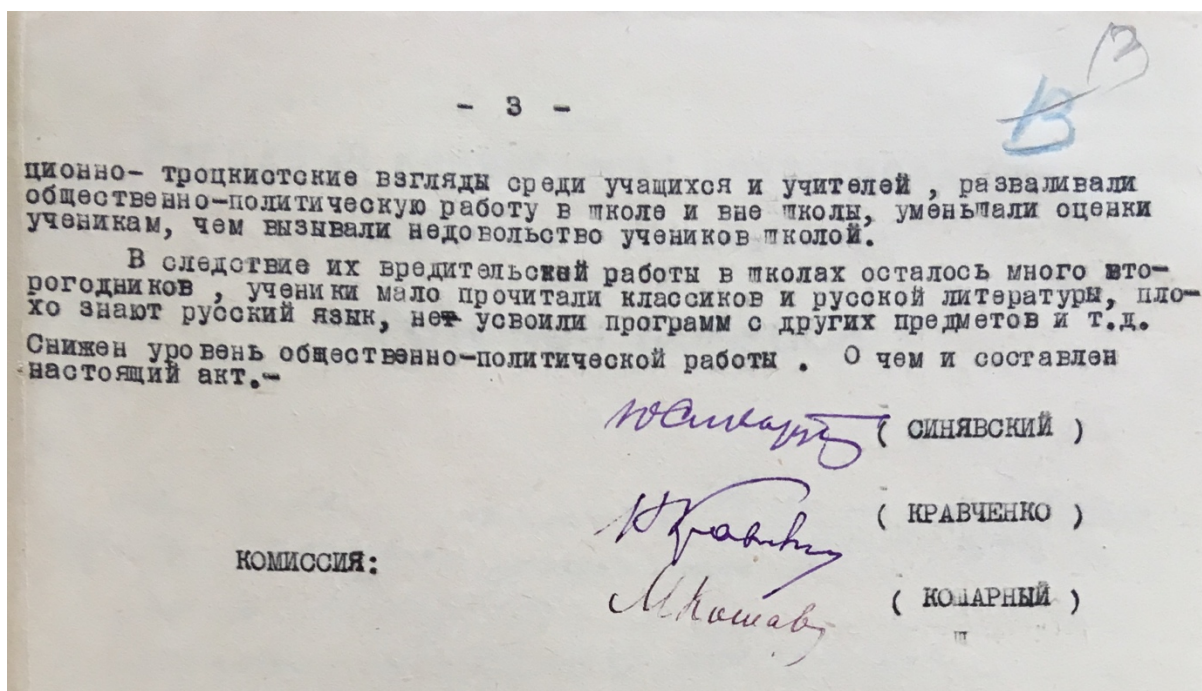 13
13
- 3 -
ционно- троцкистские взгляды среди учащихся и учителей , разваливали
общественно-политическую работу в школе и вне школы, уменьшали оценки
ученикам, чем вызывали недовольство учеников школой.
В следствие их вредительской работы в школах осталось много вто-
рогодников , ученики мало прочитали классиков и русской литературы, пло-
хо знают русский язык, не усвоили программ с других предметов и т.д.
Снижен уровень общественно-политической работы . О чем и составлен
настоящий акт.-
( СИНЯВСКИЙ )
( КРАВЧЕНКО )
КОМИССИЯ:
( КОШАРНЫЙ )
ш